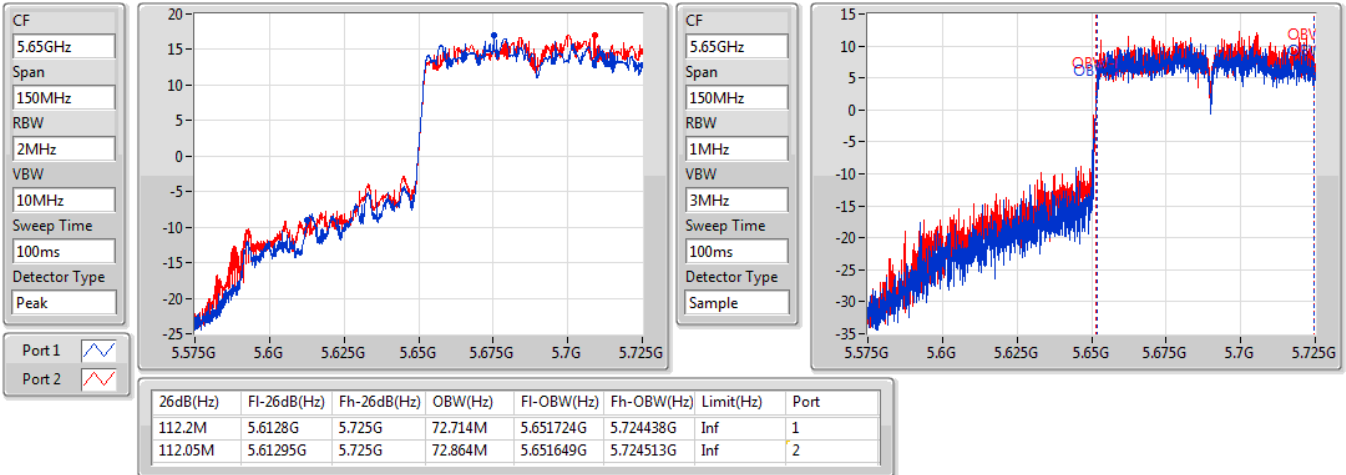 CF
5.65GHz
Span
150MHz
RBW
2MHz
VBW
10MHz
Sweep Time
100ms
Detector Type
Peak
Port 1
Port 2
20
15
10
5
0
-5
-10
-15
-20
-25
5.575G 5.6G 5.625G 5.65G 5.675G 5.7G 5.725G
CF
5.65GHz
Span
150MHz
RBW
1MHz
VBW
3MHz
Sweep Time
100ms
Detector Type
Sample
15
10
5
0
-5
-10
-15
-20
-25
-30
-35
5.575G 5.6G 5.625G 5.65G 5.675G 5.7G 5.725G
26dB(Hz) Fl-26dB(Hz) Fh-26dB(Hz) OBW(Hz) Fl-OBW(Hz) Fh-OBW(Hz) Limit(Hz) Port
112.2M 5.6128G 5.725G 72.714M 5.651724G 5.724438G Inf 1
112.05M 5.61295G 5.725G 72.864M 5.651649G 5.724513G Inf 2